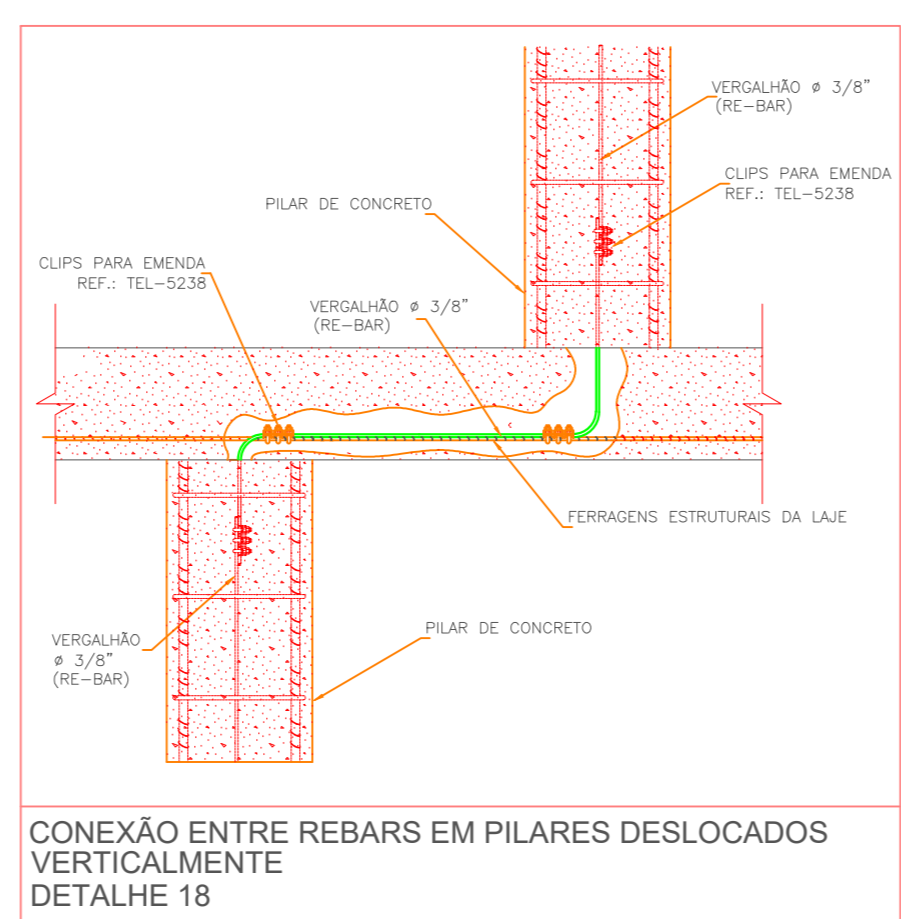 VERGALHÃO ø 3/8"
(RE-BAR)
CLIPS PARA EMENDA
REF.: TEL-5238
PILAR DE CONCRETO
CLIPS PARA EMENDA
REF.: TEL-5238
VERGALHÃO ø 3/8"
(RE-BAR)
FERRAGENS ESTRUTURAIS DA LAJE
PILAR DE CONCRETO
VERGALHÃO
ø 3/8"
(RE-BAR)
CONEXÃO ENTRE REBARS EM PILARES DESLOCADOS
VERTICALMENTE
DETALHE 18